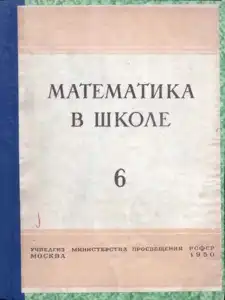 МАТЕМАТИКА
В ШКОЛЕ
6
УЧПЕДГИЗ МИНИСТЕРСТВА ПРОСВЕЩЕНИЯ РСФСР
МОСКВА 1950